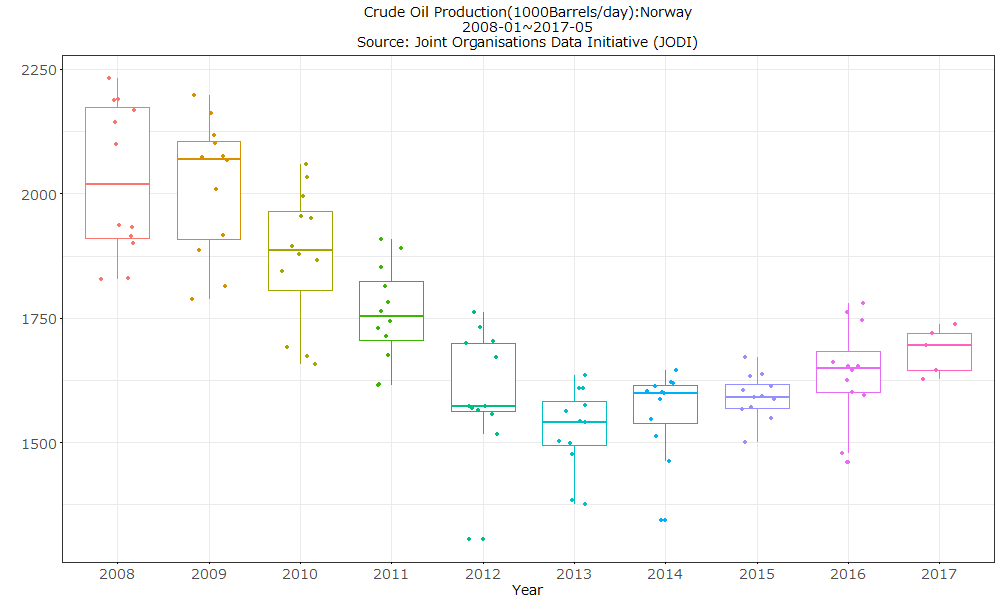 Crude Oil Production(1000Barrels/day):Norway
2008-01~2017-05
Source: Joint Organisations Data Initiative (JODI)
2250
2000
1750
1500
2008 2009 2010 2011 2012 2013 2014 2015 2016 2017
Year